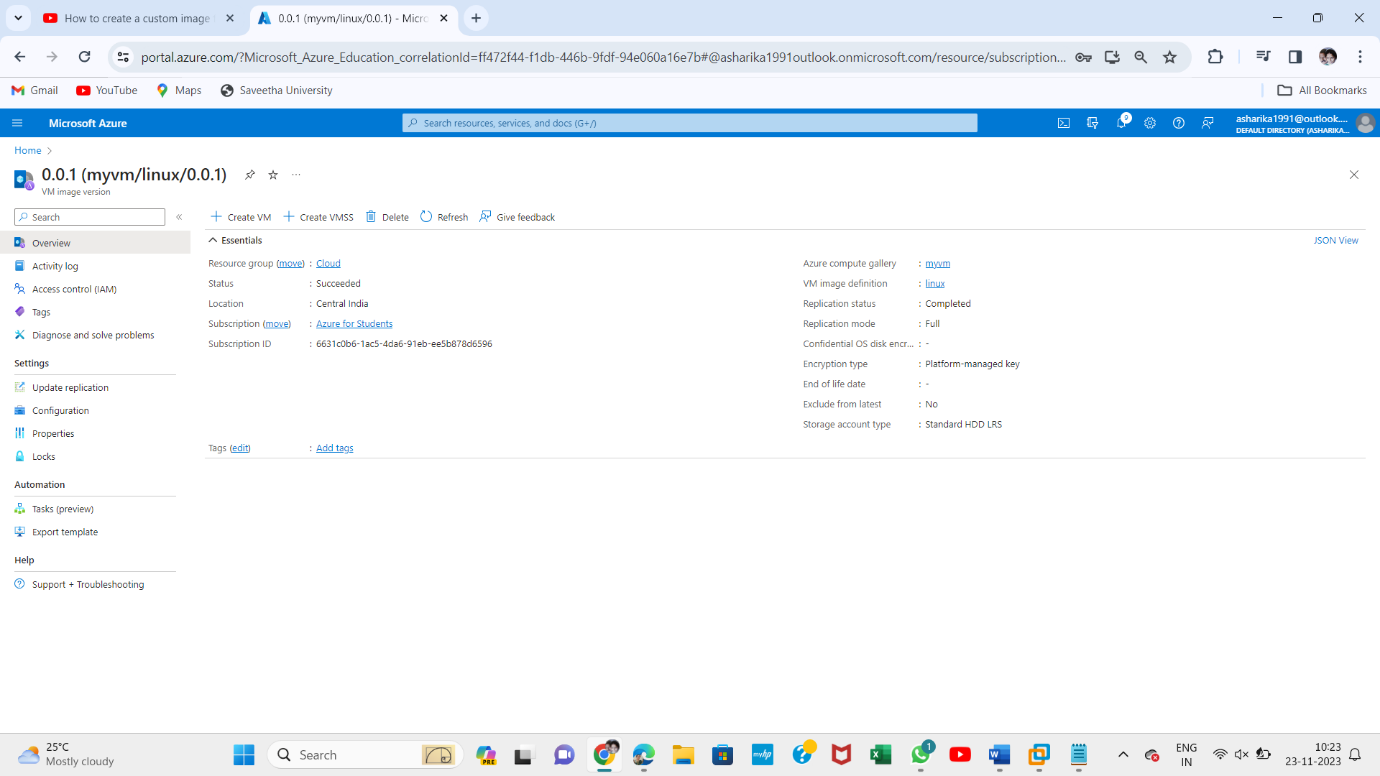 How to create a custom image
0.0.1 (myvm/linux/0.0.1) - Micro
portal.azure.com/?Microsoft_Azure_Education_correlationId=ff472f44-f1db-446b-9fdf-94e060a16e7b#@asharika1991outlook.onmicrosoft.com/resource/subscription...
Gmail YouTube Maps Saveetha University All Bookmarks
Microsoft Azure
Search resources, services, and docs (G+/)
9
asharika1991@outlook....
DEFAULT DIRECTORY (ASHARIKA...
Home >
0.0.1 (myvm/linux/0.0.1) ...
VM image version
Search «
Create VM Create VMSS Delete Refresh Give feedback
Overview
Activity log
Access control (IAM)
Tags
Diagnose and solve problems
Settings
Update replication
Configuration
Properties
Locks
Automation
Tasks (preview)
Export template
Help
Support + Troubleshooting
Essentials JSON View
Resource group (move) : Cloud
Status : Succeeded
Location : Central India
Subscription (move) : Azure for Students
Subscription ID : 6631c0b6-1ac5-4da6-91eb-ee5b878d6596
Azure compute gallery : myvm
VM image definition : linux
Replication status : Completed
Replication mode : Full
Confidential OS disk encr... : -
Encryption type : Platform-managed key
End of life date : -
Exclude from latest : No
Storage account type : Standard HDD LRS
Tags (edit) : Add tags
25°C
Mostly cloudy
Search
PRE
myhp
1
ENG
IN
10:23
23-11-2023